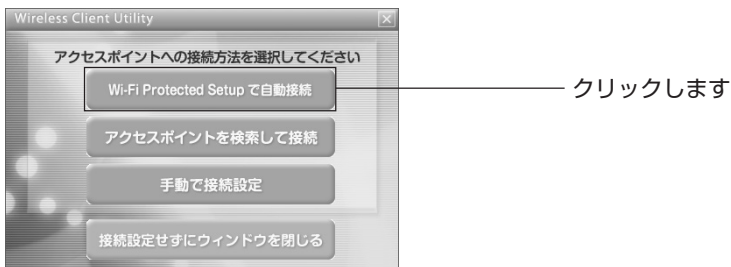 Wireless Client Utility
アクセスポイントへの接続方法を選択してください
Wi-Fi Protected Setup で自動接続
クリックします
アクセスポイントを検索して接続
手動で接続設定
接続設定せずにウィンドウを閉じる